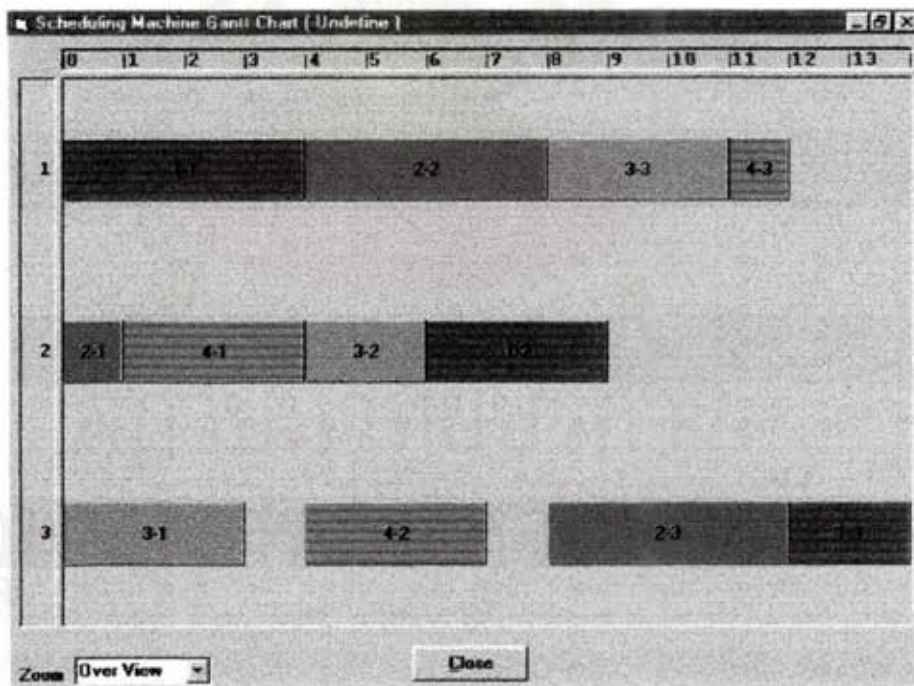 Scheduling Machine Gantt Chart ( Undefine )
|0 |1 |2 |3 |4 |5 |6 |7 |8 |9 |10 |11 |12 |13
1 1-1 2-2 3-3 4-3
2 2-1 4-1 3-2 1-2
3 3-1 4-2 2-3 1-3
Zoom Over View Close